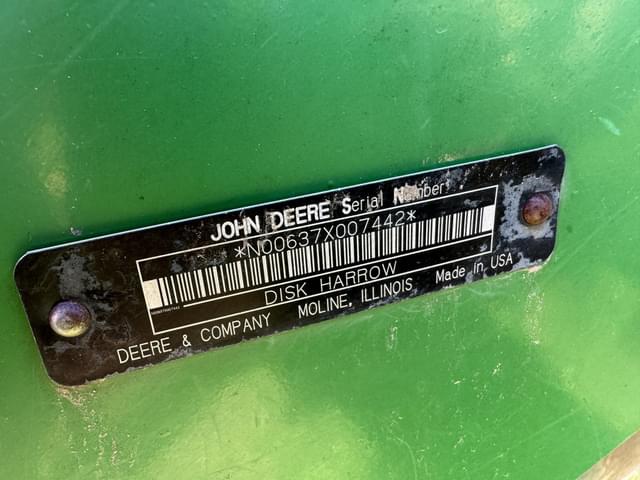 JOHN DEERE Serial Number:
*N00637X007442*
DISK HARROW
DEERE & COMPANY MOLINE, ILLINOIS Made in USA